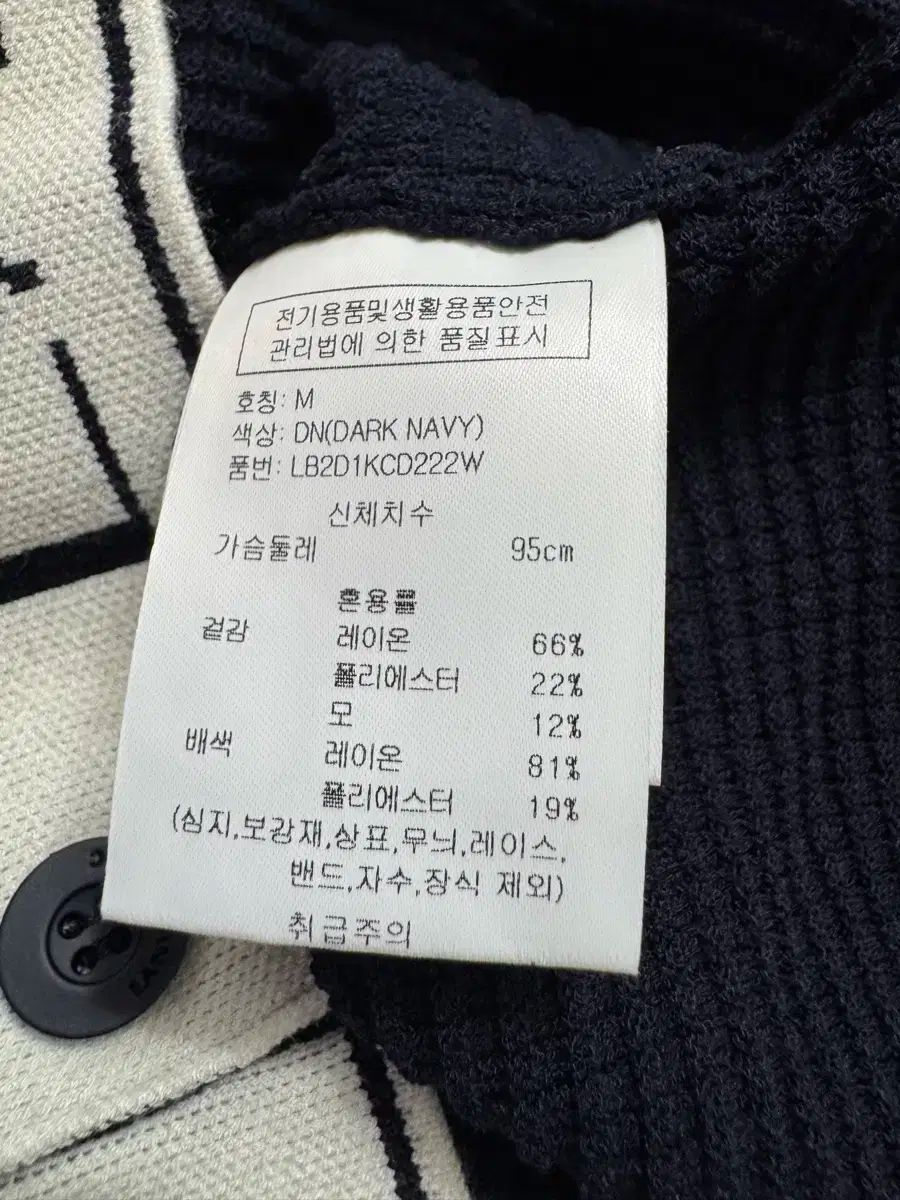 전기용품및생활용품안전
관리법에 의한 품질표시
호칭: M
색상: DN(DARK NAVY)
품번: LB2D1KCD222W
신체치수
가슴둘레 95cm
혼용률
겉감 레이온 66%
폴리에스터 22%
모 12%
배색 레이온 81%
폴리에스터 19%
(심지,보강재,상표,무늬,레이스,
밴드,자수,장식 제외)
취급주의